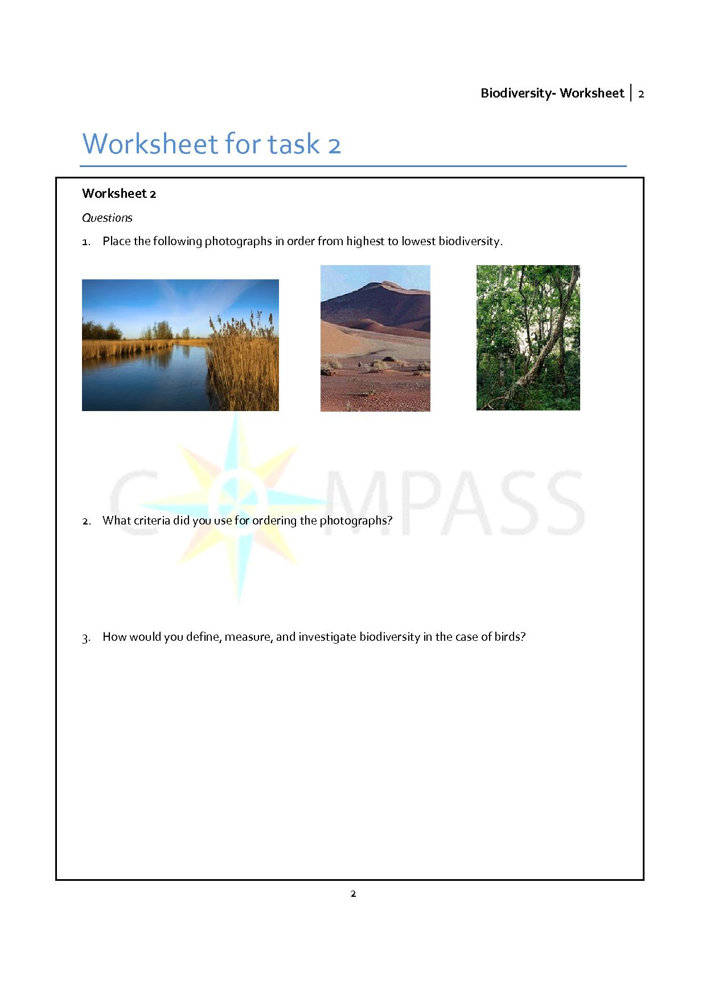 Biodiversity- Worksheet 2
Worksheet for task 2
Worksheet 2
Questions
1. Place the following photographs in order from highest to lowest biodiversity.
COMPASS
2. What criteria did you use for ordering the photographs?
3. How would you define, measure, and investigate biodiversity in the case of birds?
2